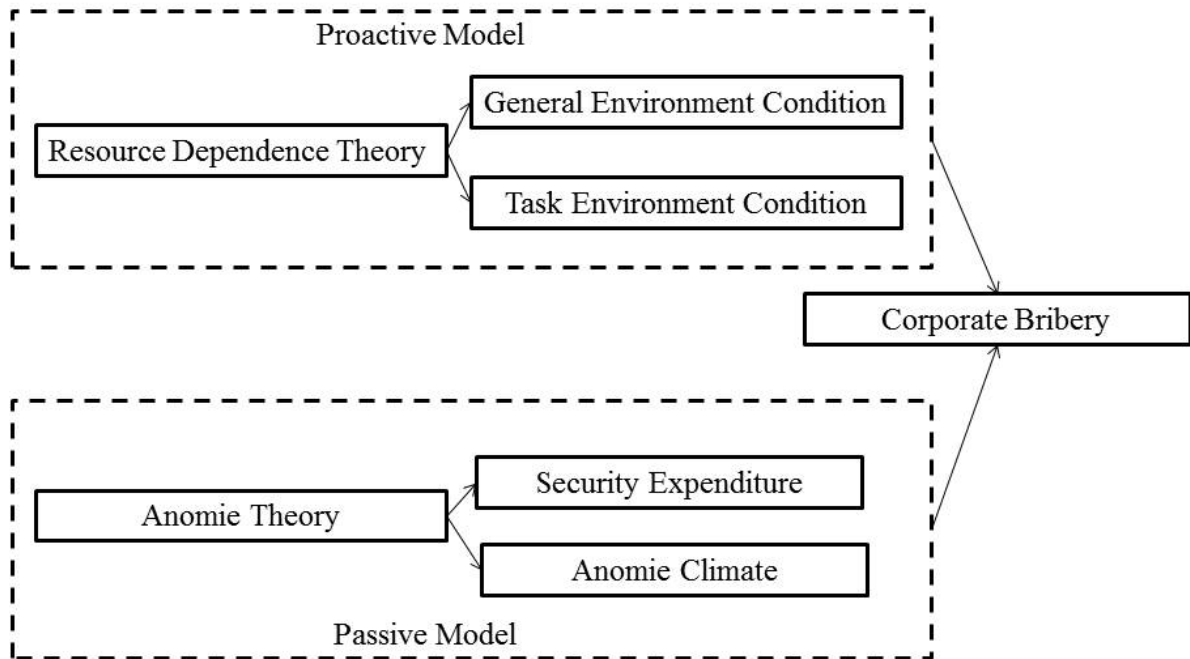 Proactive Model
General Environment Condition
Resource Dependence Theory
Task Environment Condition
Corporate Bribery
Security Expenditure
Anomie Theory
Anomie Climate
Passive Model